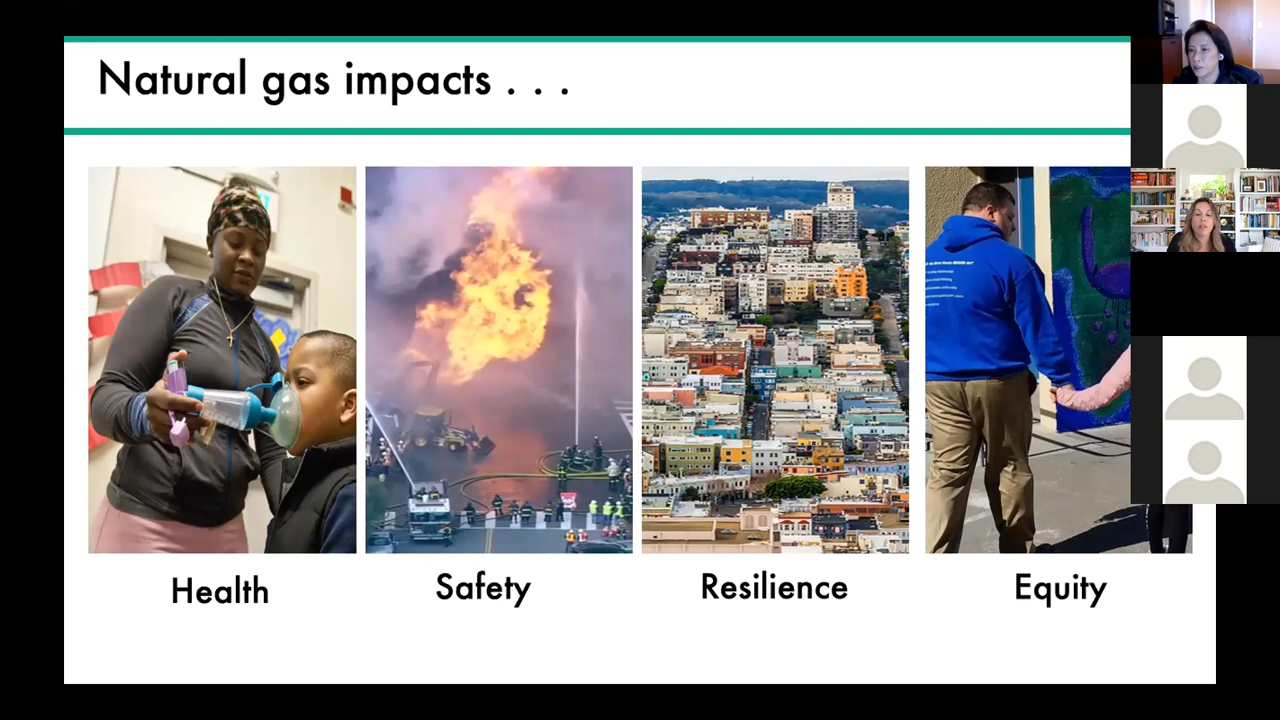 Natural gas impacts . . .
Health
Safety
Resilience
Equity